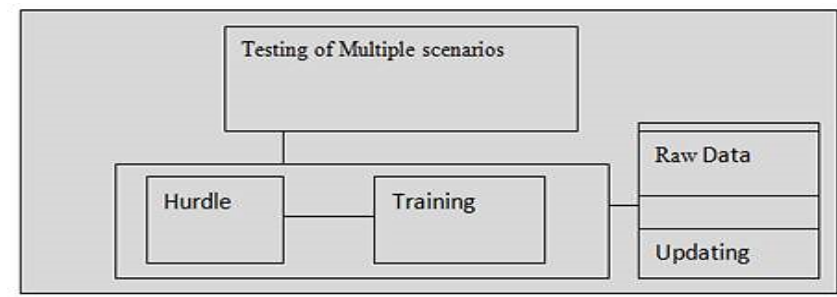 Testing of Multiple scenarios
Hurdle
Training
Raw Data
Updating